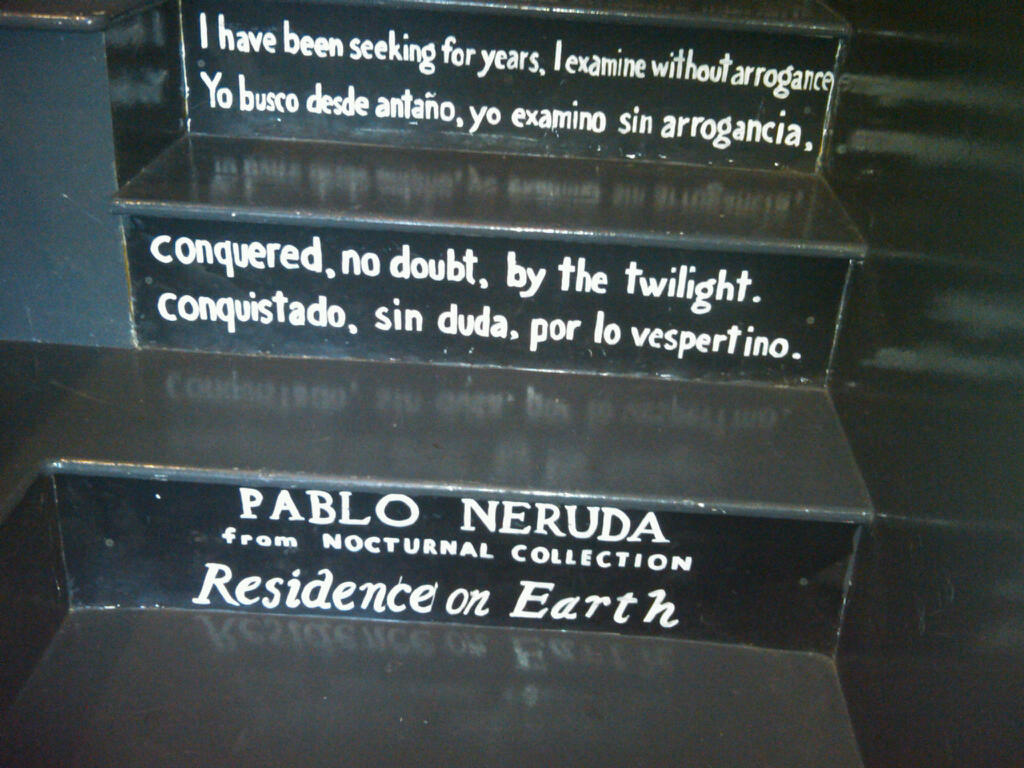 I have been seeking for years, I examine without arrogance
Yo busco desde antaño, yo examino sin arrogancia,
conquered, no doubt, by the twilight.
conquistado, sin duda, por lo vespertino.
PABLO NERUDA
from NOCTURNAL COLLECTION
Residence on Earth